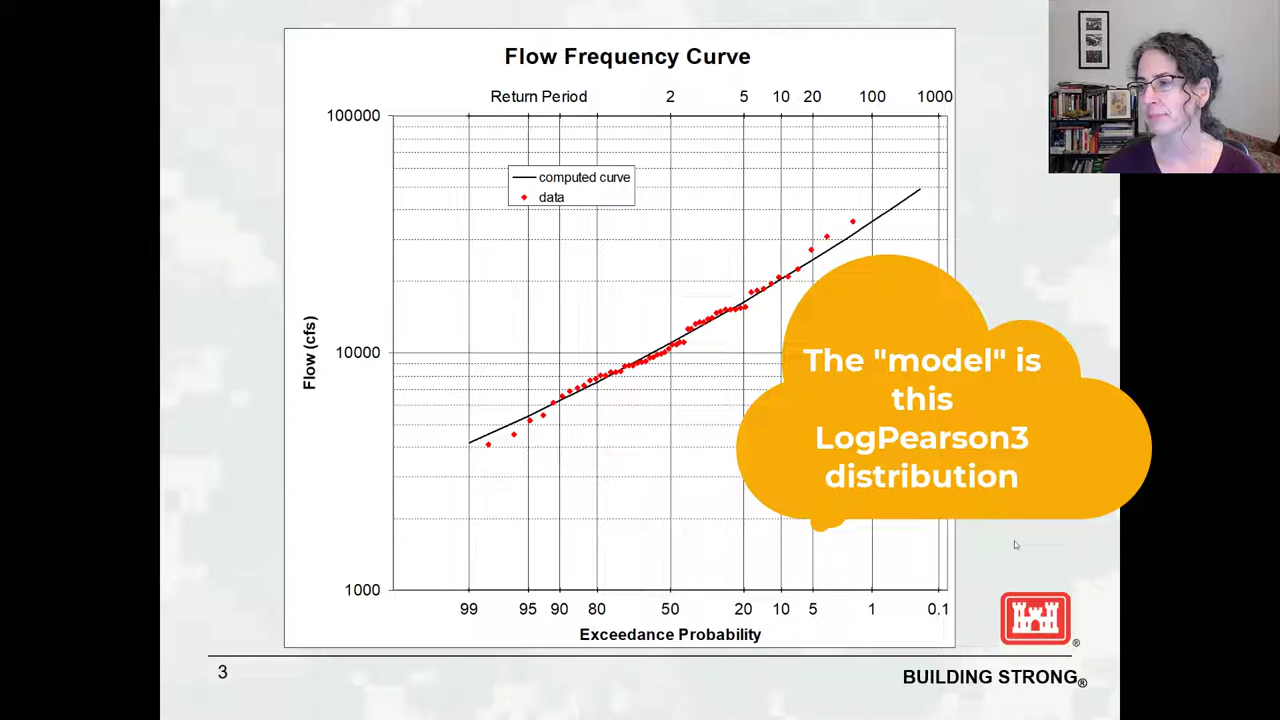 Flow Frequency Curve
Return Period 2 5 10 20 100 1000
100000
computed curve
data
10000
1000
Flow (cfs)
99 95 90 80 50 20 10 5 1 0.1
Exceedance Probability
The "model" is
this
LogPearson3
distribution
®
3
BUILDING STRONG®